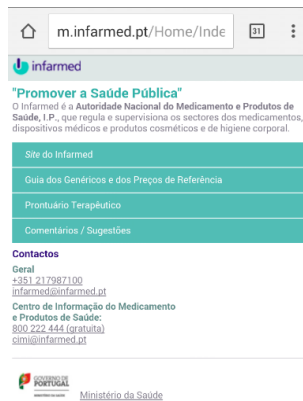 m.infarmed.pt/Home/Inde
31
infarmed
"Promover a Saúde Pública"
O Infarmed é a Autoridade Nacional do Medicamento e Produtos de
Saúde, I.P., que regula e supervisiona os sectores dos medicamentos,
dispositivos médicos e produtos cosméticos e de higiene corporal.
Site do Infarmed
Guia dos Genéricos e dos Preços de Referência
Prontuário Terapêutico
Comentários / Sugestões
Contactos
Geral
+351 217987100
infarmed@infarmed.pt
Centro de Informação do Medicamento
e Produtos de Saúde:
800 222 444 (gratuita)
cimi@infarmed.pt
GOVERNO DE
PORTUGAL
Ministério da Saúde